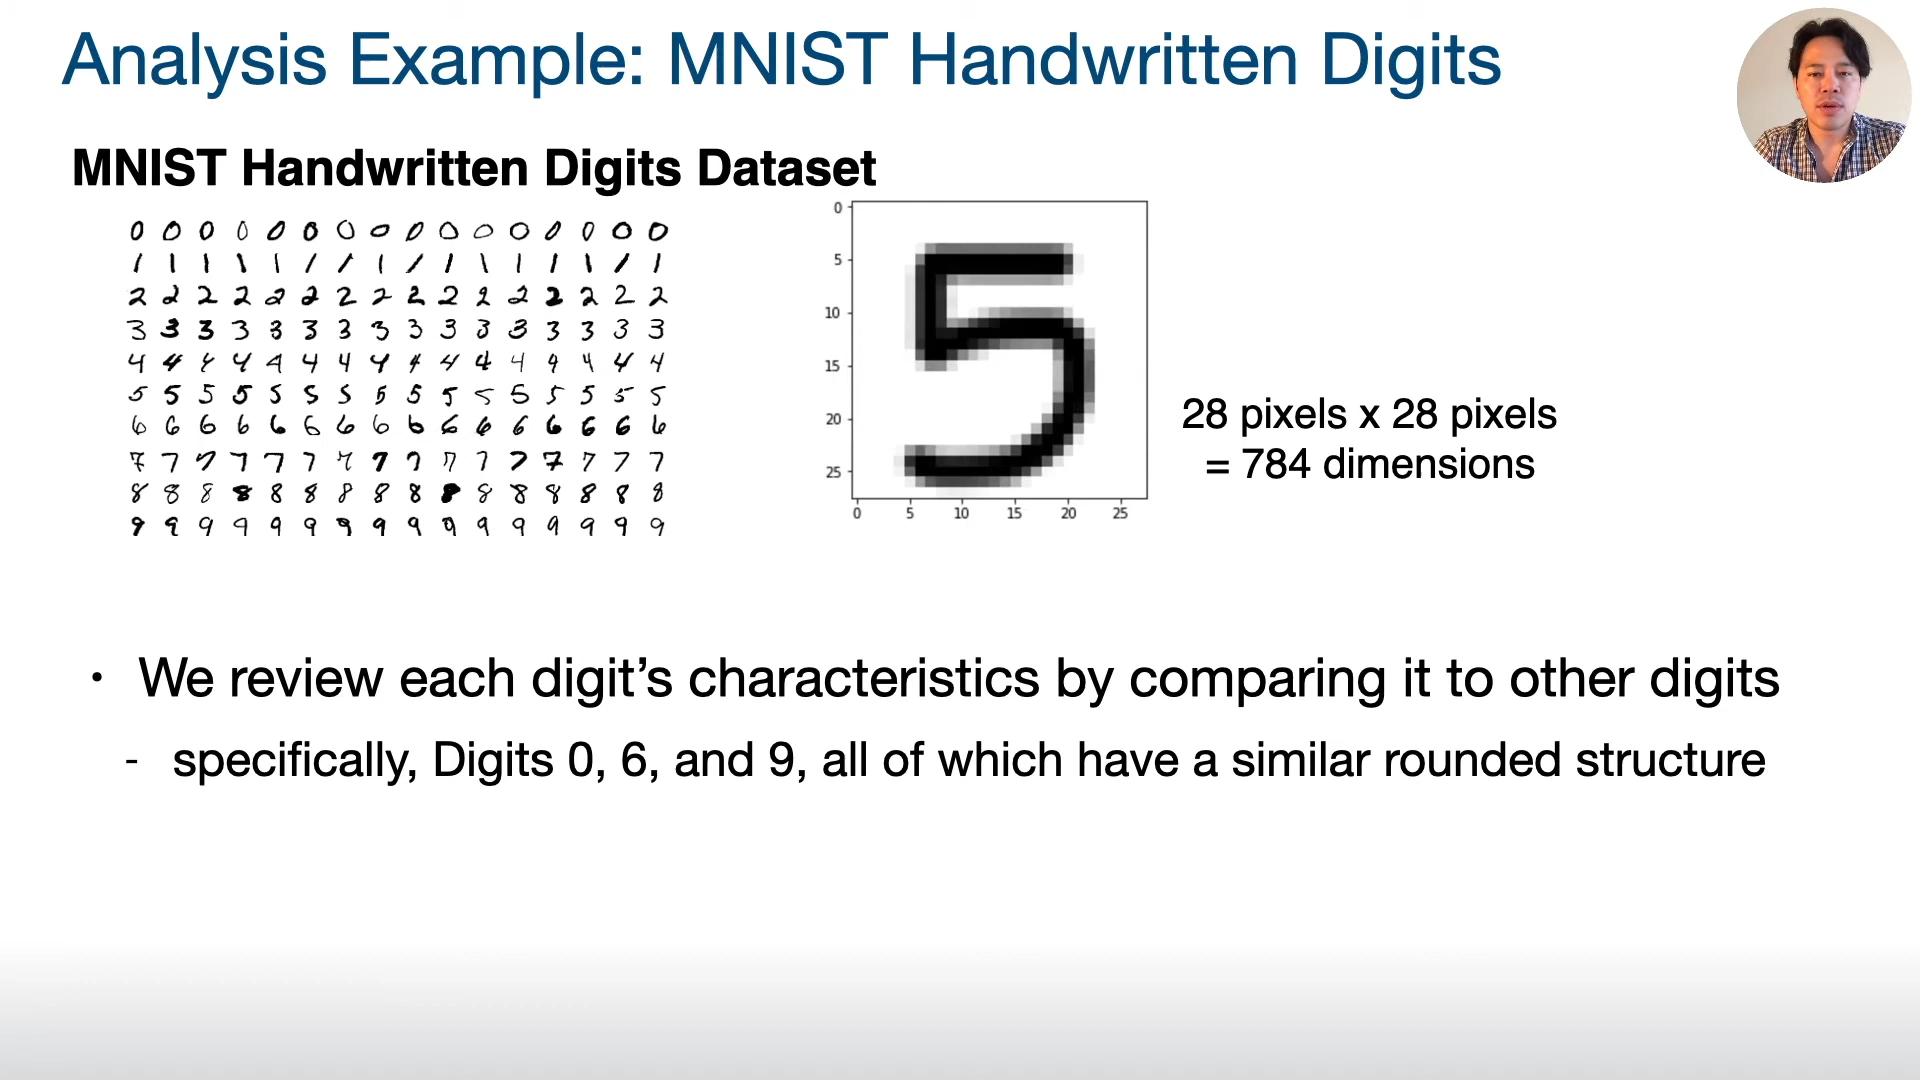 Analysis Example: MNIST Handwritten Digits
MNIST Handwritten Digits Dataset
0 0 0 0 0 0 0 0 0 0 0 0 0 0 0 0
1 1 1 1 1 1 1 1 1 1 1 1 1 1 1 1
2 2 2 2 2 2 2 2 2 2 2 2 2 2 2 2
3 3 3 3 3 3 3 3 3 3 3 3 3 3 3 3
4 4 4 4 4 4 4 4 4 4 4 4 4 4 4 4
5 5 5 5 5 5 5 5 5 5 5 5 5 5 5 5
6 6 6 6 6 6 6 6 6 6 6 6 6 6 6 6
7 7 7 7 7 7 7 7 7 7 7 7 7 7 7 7
8 8 8 8 8 8 8 8 8 8 8 8 8 8 8 8
9 9 9 9 9 9 9 9 9 9 9 9 9 9 9 9
0
5
10
15
20
25
5
0 5 10 15 20 25
28 pixels x 28 pixels
= 784 dimensions
• We review each digit’s characteristics by comparing it to other digits
- specifically, Digits 0, 6, and 9, all of which have a similar rounded structure